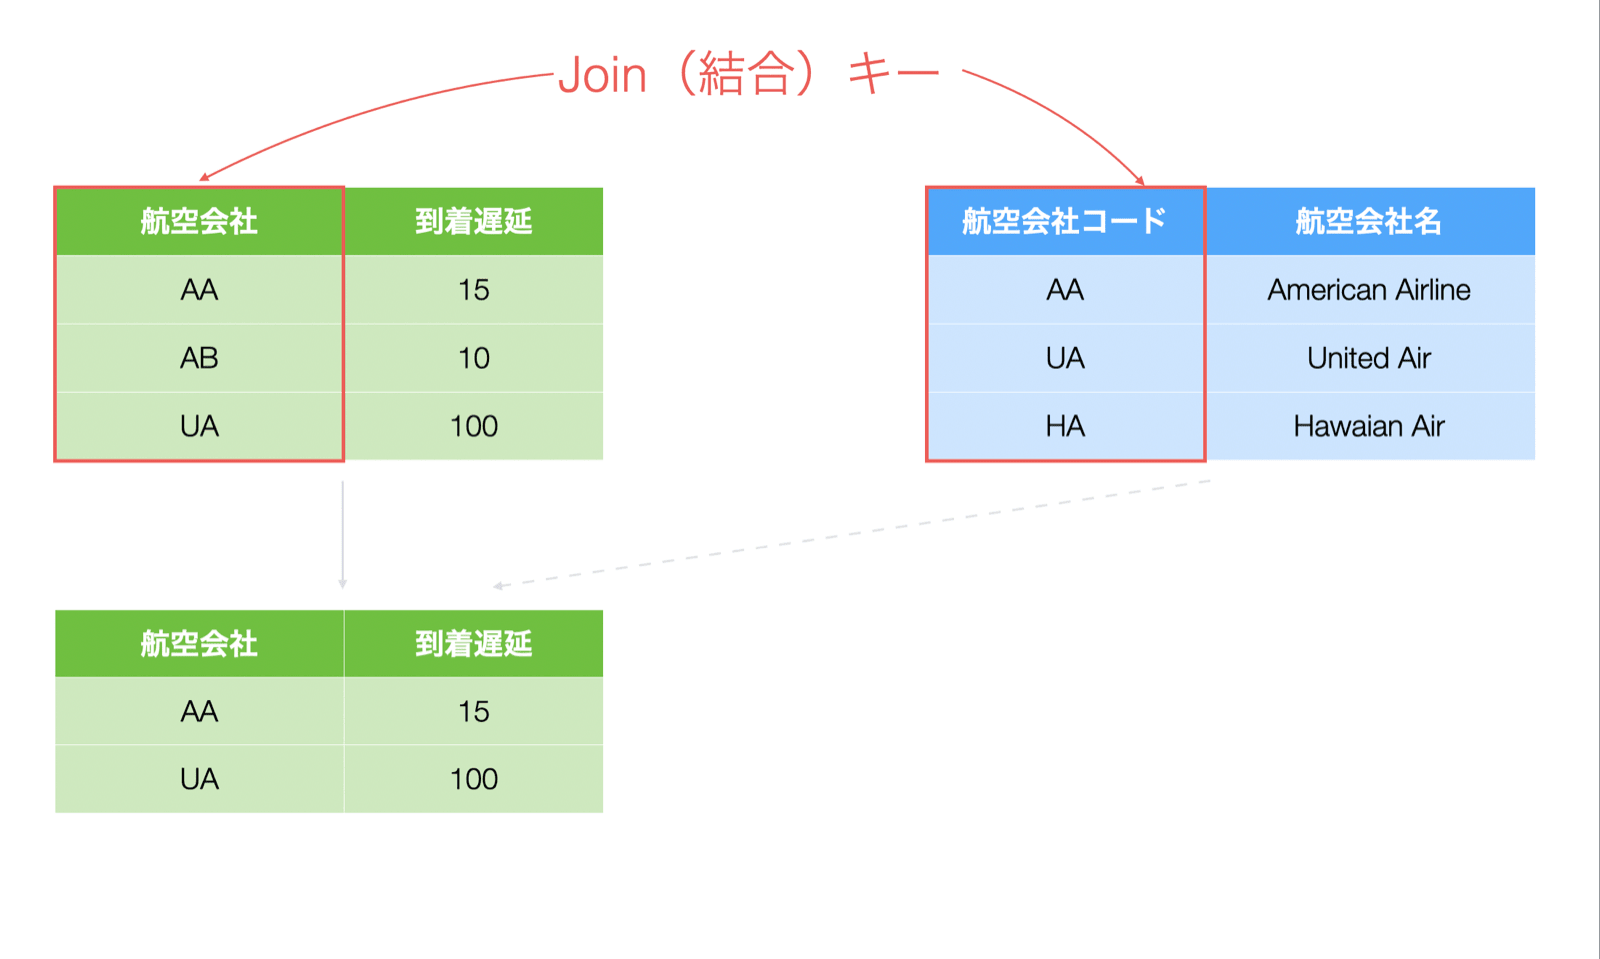 Join（結合）キー
航空会社 到着遅延
AA 15
AB 10
UA 100
航空会社コード 航空会社名
AA American Airline
UA United Air
HA Hawaian Air
航空会社 到着遅延
AA 15
UA 100